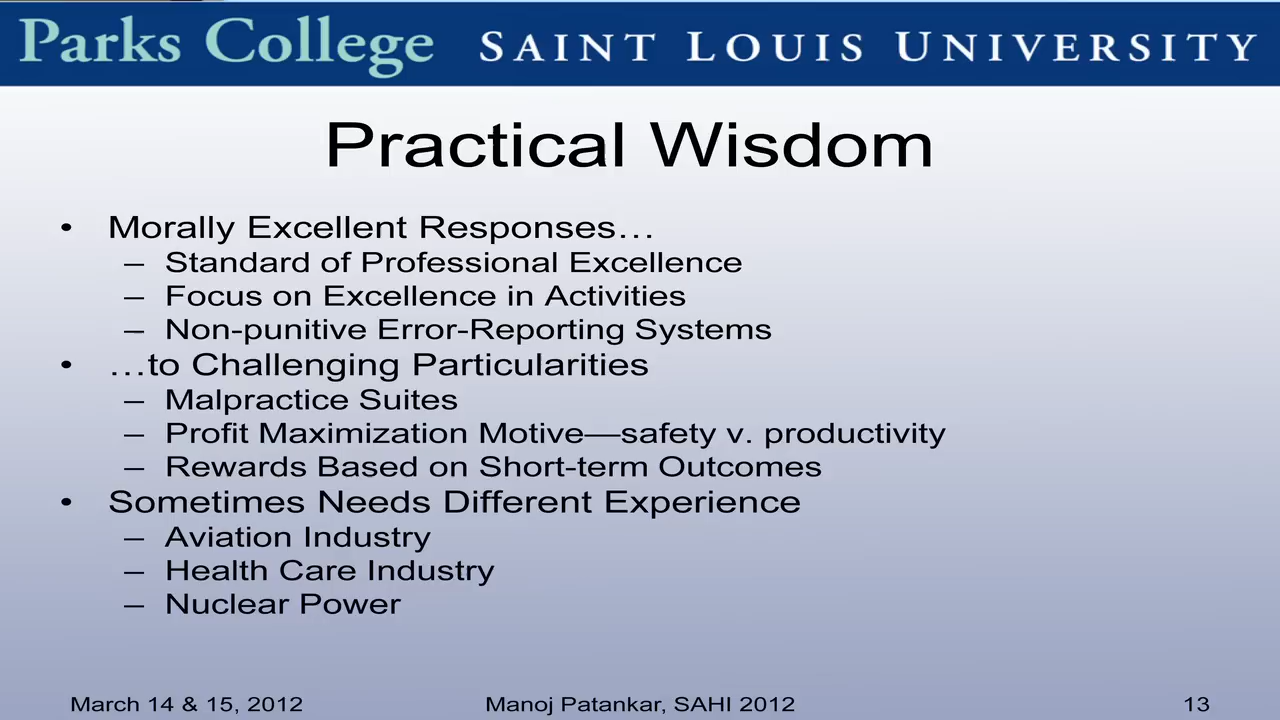 Parks College SAINT LOUIS UNIVERSITY
Practical Wisdom
• Morally Excellent Responses…
– Standard of Professional Excellence
– Focus on Excellence in Activities
– Non-punitive Error-Reporting Systems
• …to Challenging Particularities
– Malpractice Suites
– Profit Maximization Motive—safety v. productivity
– Rewards Based on Short-term Outcomes
• Sometimes Needs Different Experience
– Aviation Industry
– Health Care Industry
– Nuclear Power
March 14 & 15, 2012 Manoj Patankar, SAHI 2012 13